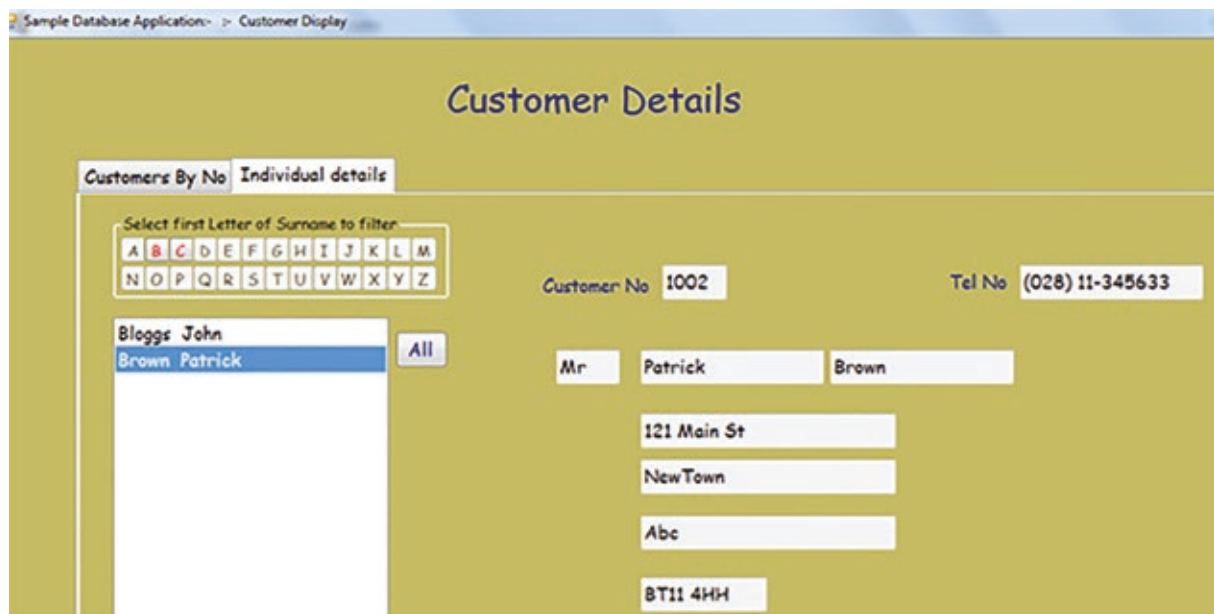 Sample Database Application:- :- Customer Display
Customer Details
Customers By No Individual details
Select first Letter of Surname to filter
A B C D E F G H I J K L M
N O P Q R S T U V W X Y Z
Customer No 1002 Tel No (028) 11-345633
Bloggs John
Brown Patrick
All
Mr Patrick Brown
121 Main St
NewTown
Abc
BT11 4HH